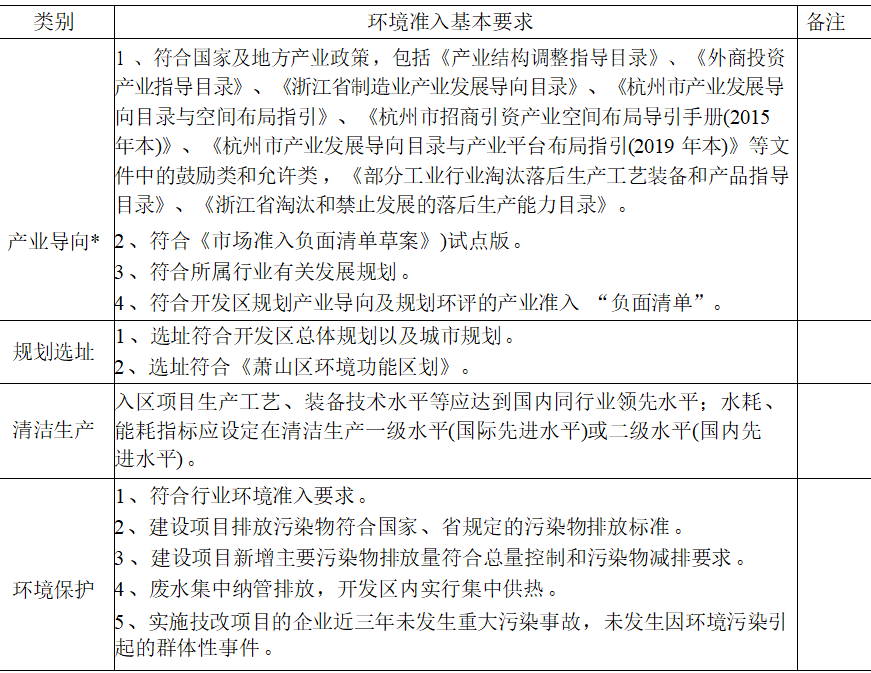 类别 环境准入基本要求 备注
1 、符合国家及地方产业政策，包括《产业结构调整指导目录》、《外商投资
产业指导目录》、《浙江省制造业产业发展导向目录》、《杭州市产业发展导
向目录与空间布局指引》、《杭州市招商引资产业空间布局导引手册(2015
年本)》、《杭州市产业发展导向目录与产业平台布局指引(2019 年本)》等文
件中的鼓励类和允许类，《部分工业行业淘汰落后生产工艺装备和产品指导
目录》、《浙江省淘汰和禁止发展的落后生产能力目录》。
产业导向* 2 、符合《市场准入负面清单草案》)试点版。
3 、符合所属行业有关发展规划。
4 、符合开发区规划产业导向及规划环评的产业准入 “负面清单”。
规划选址
1、选址符合开发区总体规划以及城市规划。
2、选址符合《萧山区环境功能区划》。
清洁生产
入区项目生产工艺、装备技术水平等应达到国内同行业领先水平；水耗、
能耗指标应设定在清洁生产一级水平(国际先进水平)或二级水平(国内先
进水平)。
环境保护
1、符合行业环境准入要求。
2、建设项目排放污染物符合国家、省规定的污染物排放标准。
3 、建设项目新增主要污染物排放量符合总量控制和污染物减排要求。
4、废水集中纳管排放，开发区内实行集中供热。
5、实施技改项目的企业近三年未发生重大污染事故，未发生因环境污染引
起的群体性事件。